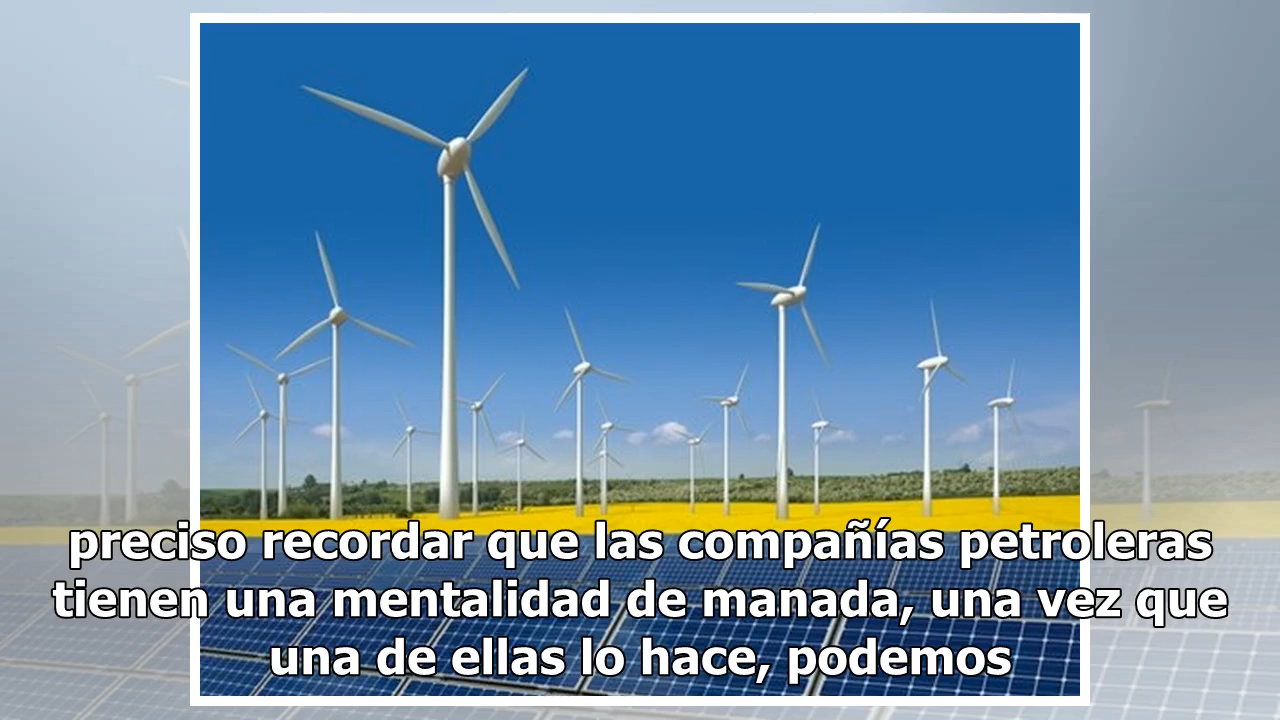 preciso recordar que las compañías petroleras
tienen una mentalidad de manada, una vez que
una de ellas lo hace, podemos